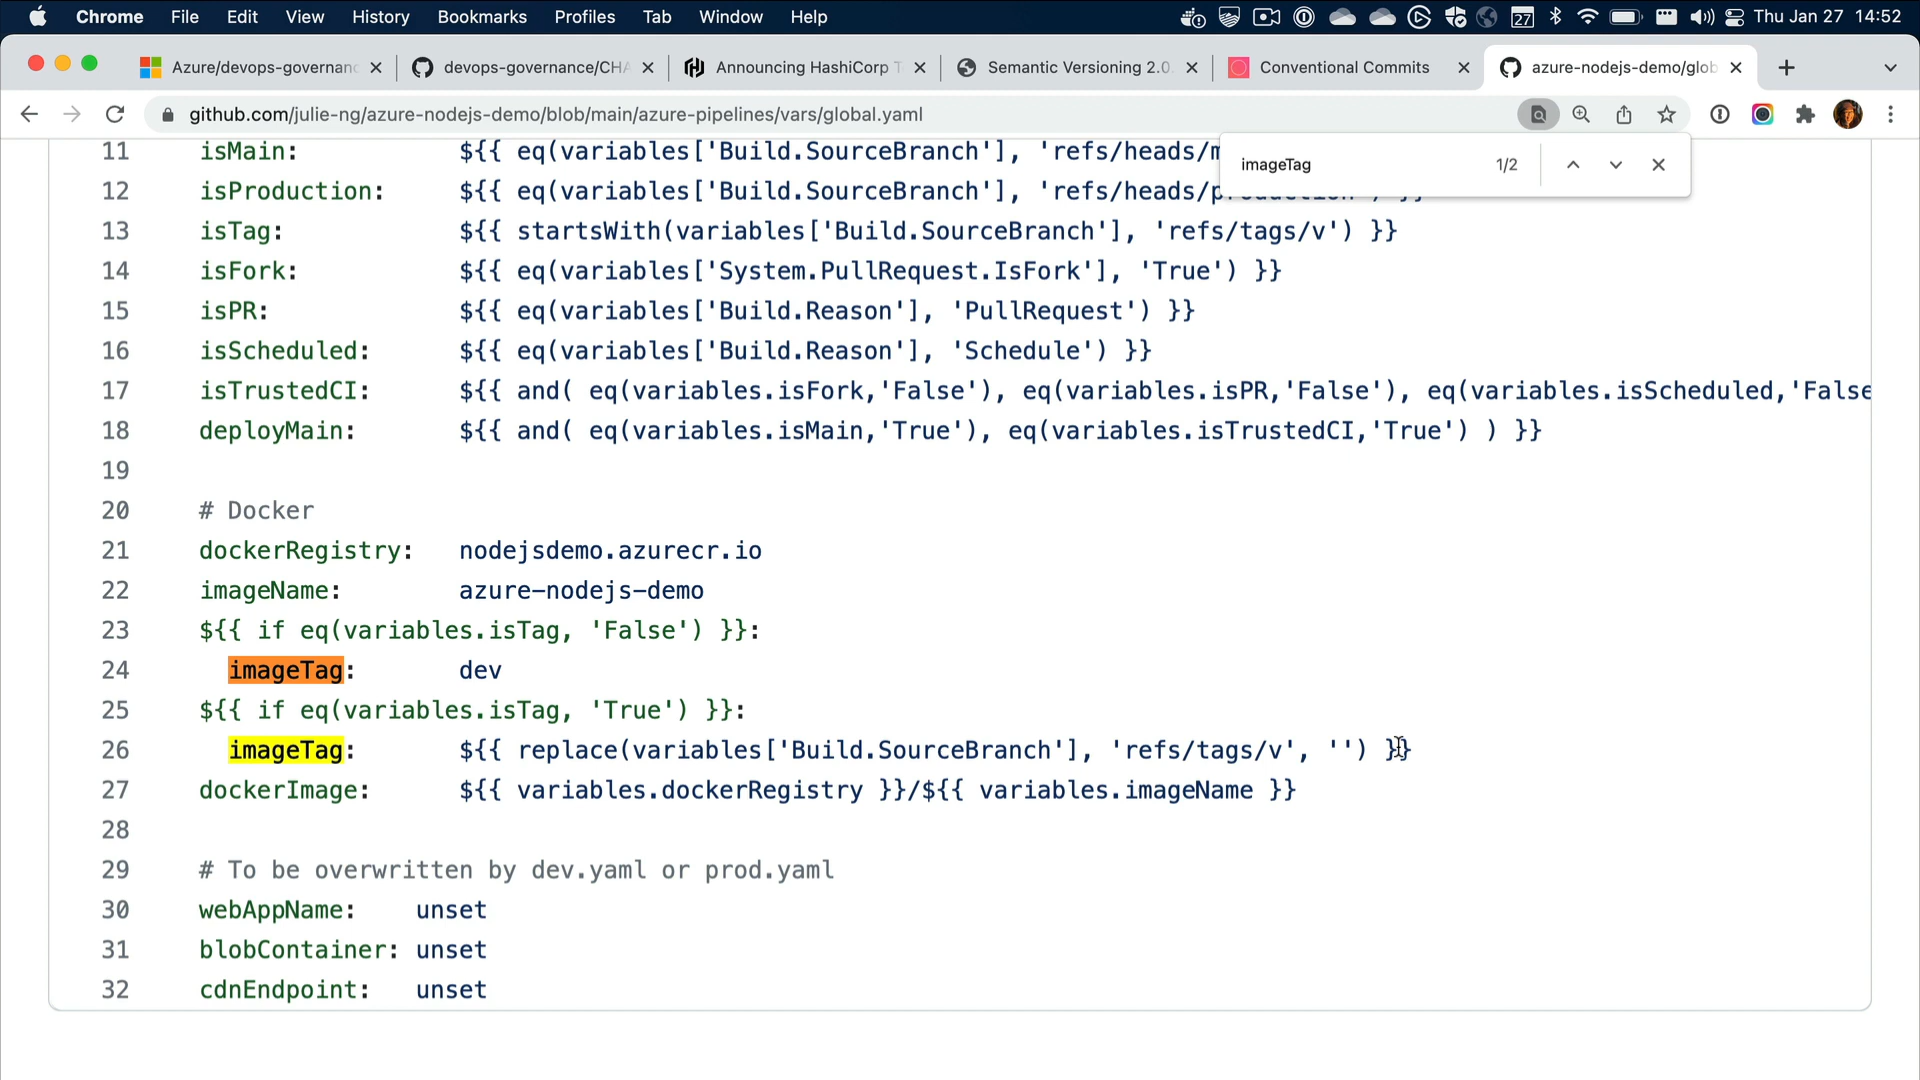 Chrome File Edit View History Bookmarks Profiles Tab Window Help 27 Thu Jan 27 14:52
Azure/devops-governanc devops-governance/CHA Announcing HashiCorp T Semantic Versioning 2.0. Conventional Commits azure-nodejs-demo/glob
github.com/julie-ng/azure-nodejs-demo/blob/main/azure-pipelines/vars/global.yaml
imageTag 1/2
11 isMain: ${{ eq(variables['Build.SourceBranch'], 'refs/heads/m
12 isProduction: ${{ eq(variables['Build.SourceBranch'], 'refs/heads/production') }}
13 isTag: ${{ startsWith(variables['Build.SourceBranch'], 'refs/tags/v') }}
14 isFork: ${{ eq(variables['System.PullRequest.IsFork'], 'True') }}
15 isPR: ${{ eq(variables['Build.Reason'], 'PullRequest') }}
16 isScheduled: ${{ eq(variables['Build.Reason'], 'Schedule') }}
17 isTrustedCI: ${{ and( eq(variables.isFork,'False'), eq(variables.isPR,'False'), eq(variables.isScheduled,'False
18 deployMain: ${{ and( eq(variables.isMain,'True'), eq(variables.isTrustedCI,'True') ) }}
19
20 # Docker
21 dockerRegistry: nodejsdemo.azurecr.io
22 imageName: azure-nodejs-demo
23 ${{ if eq(variables.isTag, 'False') }}:
24 imageTag: dev
25 ${{ if eq(variables.isTag, 'True') }}:
26 imageTag: ${{ replace(variables['Build.SourceBranch'], 'refs/tags/v', '') }}
27 dockerImage: ${{ variables.dockerRegistry }}/${{ variables.imageName }}
28
29 # To be overwritten by dev.yaml or prod.yaml
30 webAppName: unset
31 blobContainer: unset
32 cdnEndpoint: unset